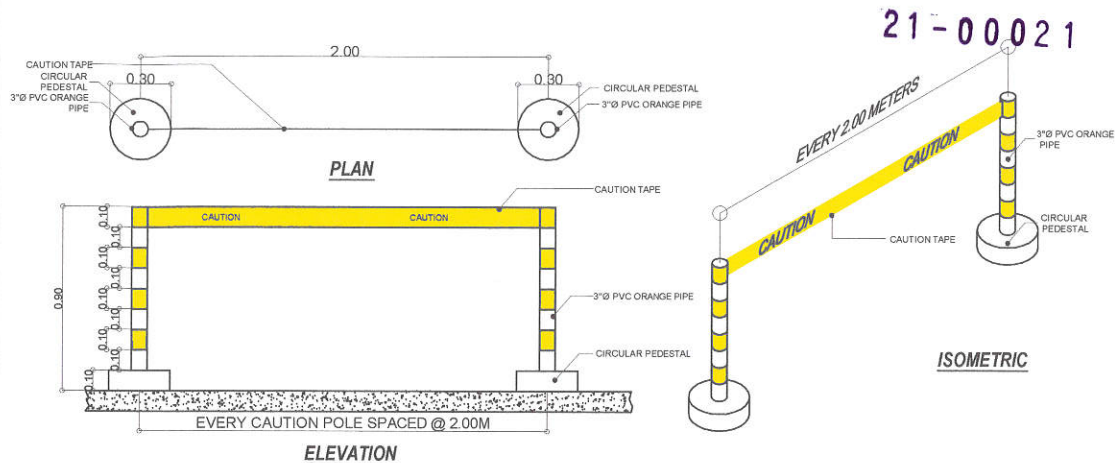 21-00021
2.00
CAUTION TAPE
CIRCULAR
PEDESTAL
3"Ø PVC ORANGE
PIPE
0.30
0.30
CIRCULAR PEDESTAL
3"Ø PVC ORANGE PIPE
PLAN
CAUTION TAPE
CAUTION
CAUTION
0.90
0.10
0.10
0.10
0.10
0.10
0.10
0.10
0.10
0.10
3"Ø PVC ORANGE PIPE
CIRCULAR PEDESTAL
EVERY CAUTION POLE SPACED @ 2.00M
ELEVATION
EVERY 2.00 METERS
CAUTION
CAUTION
3"Ø PVC ORANGE
PIPE
CAUTION TAPE
CIRCULAR
PEDESTAL
ISOMETRIC